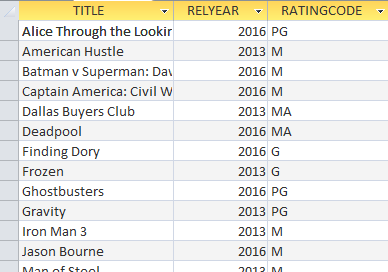 TITLE RELYEAR RATINGCODE
Alice Through the Lookin 2016 PG
American Hustle 2013 M
Batman v Superman: Dav 2016 M
Captain America: Civil W 2016 M
Dallas Buyers Club 2013 MA
Deadpool 2016 MA
Finding Dory 2016 G
Frozen 2013 G
Ghostbusters 2016 PG
Gravity 2013 PG
Iron Man 3 2013 M
Jason Bourne 2016 M
Man of Steel 2013 M